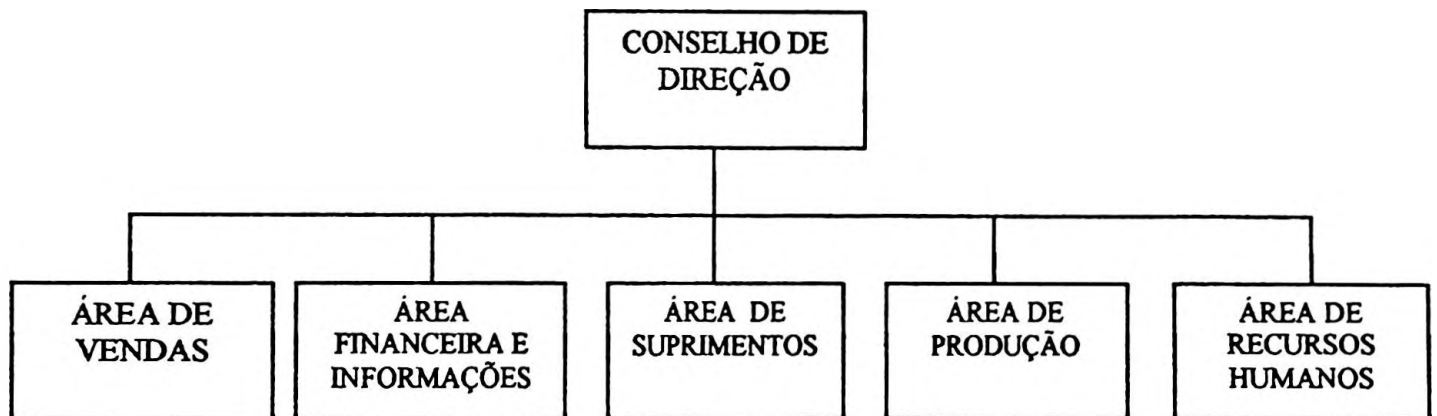 CONSELHO DE
DIREÇÃO
ÁREA DE
VENDAS
ÁREA
FINANCEIRA E
INFORMAÇÕES
ÁREA DE
SUPRIMENTOS
ÁREA DE
PRODUÇÃO
ÁREA DE
RECURSOS
HUMANOS